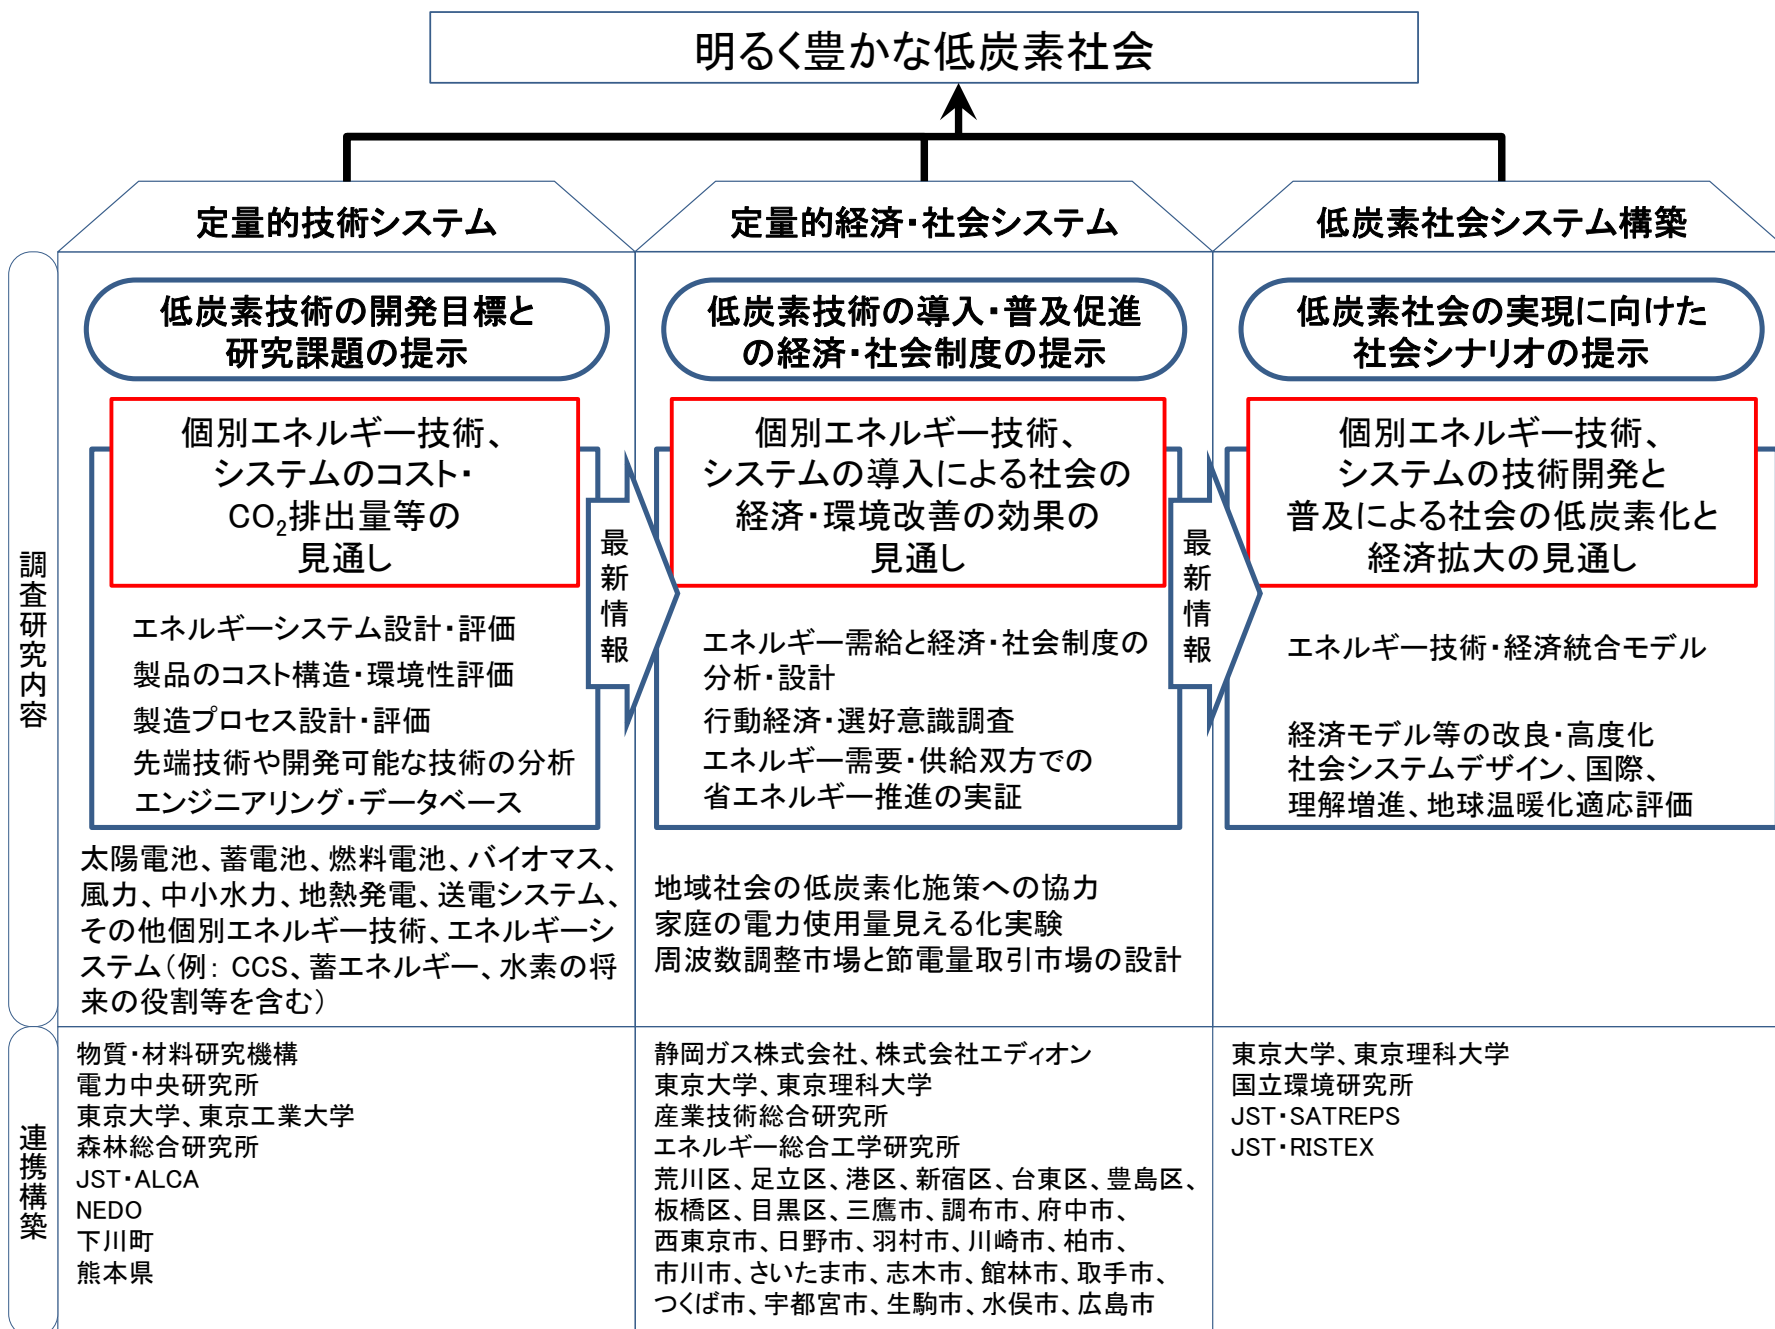 明るく豊かな低炭素社会
定量的技術システム
定量的経済・社会システム
低炭素社会システム構築
調査研究内容
低炭素技術の開発目標と
研究課題の提示
個別エネルギー技術、
システムのコスト・
CO₂排出量等の
見通し
エネルギーシステム設計・評価
製品のコスト構造・環境性評価
製造プロセス設計・評価
先端技術や開発可能な技術の分析
エンジニアリング・データベース
太陽電池、蓄電池、燃料電池、バイオマス、
風力、中小水力、地熱発電、送電システム、
その他個別エネルギー技術、エネルギーシ
ステム（例： CCS、蓄エネルギー、水素の将
来の役割等を含む）
最新情報
低炭素技術の導入・普及促進
の経済・社会制度の提示
個別エネルギー技術、
システムの導入による社会の
経済・環境改善の効果の
見通し
エネルギー需給と経済・社会制度の
分析・設計
行動経済・選好意識調査
エネルギー需要・供給双方での
省エネルギー推進の実証
地域社会の低炭素化施策への協力
家庭の電力使用量見える化実験
周波数調整市場と節電量取引市場の設計
最新情報
低炭素社会の実現に向けた
社会シナリオの提示
個別エネルギー技術、
システムの技術開発と
普及による社会の低炭素化と
経済拡大の見通し
エネルギー技術・経済統合モデル
経済モデル等の改良・高度化
社会システムデザイン、国際、
理解増進、地球温暖化適応評価
連携構築
物質・材料研究機構
電力中央研究所
東京大学、東京工業大学
森林総合研究所
JST・ALCA
NEDO
下川町
熊本県
静岡ガス株式会社、株式会社エディオン
東京大学、東京理科大学
産業技術総合研究所
エネルギー総合工学研究所
荒川区、足立区、港区、新宿区、台東区、豊島区、
板橋区、目黒区、三鷹市、調布市、府中市、
西東京市、日野市、羽村市、川崎市、柏市、
市川市、さいたま市、志木市、館林市、取手市、
つくば市、宇都宮市、生駒市、水俣市、広島市
東京大学、東京理科大学
国立環境研究所
JST・SATREPS
JST・RISTEX